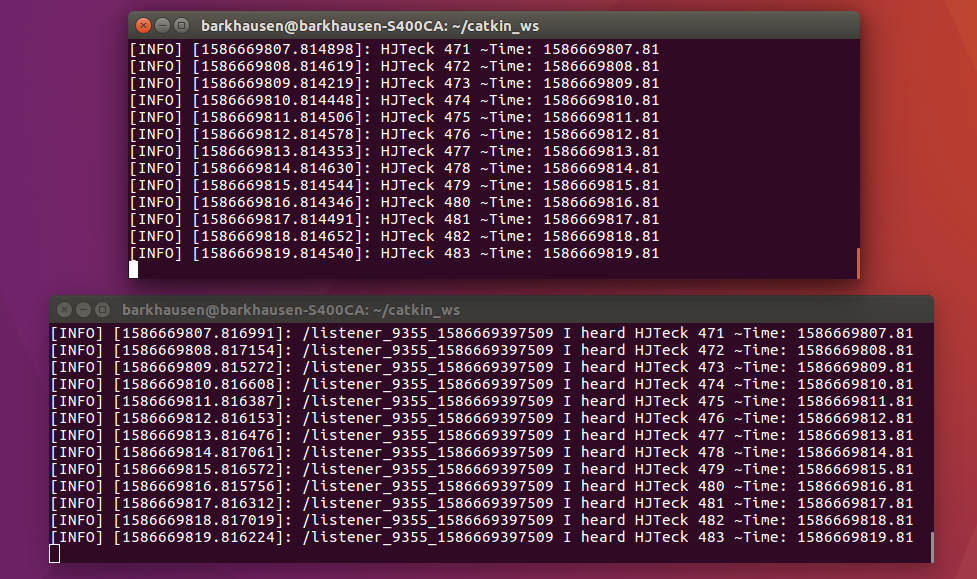 barkhausen@barkhausen-S400CA: ~/catkin_ws
[INFO] [1586669807.814898]: HJTeck 471 ~Time: 1586669807.81
[INFO] [1586669808.814619]: HJTeck 472 ~Time: 1586669808.81
[INFO] [1586669809.814219]: HJTeck 473 ~Time: 1586669809.81
[INFO] [1586669810.814448]: HJTeck 474 ~Time: 1586669810.81
[INFO] [1586669811.814506]: HJTeck 475 ~Time: 1586669811.81
[INFO] [1586669812.814578]: HJTeck 476 ~Time: 1586669812.81
[INFO] [1586669813.814353]: HJTeck 477 ~Time: 1586669813.81
[INFO] [1586669814.814630]: HJTeck 478 ~Time: 1586669814.81
[INFO] [1586669815.814544]: HJTeck 479 ~Time: 1586669815.81
[INFO] [1586669816.814346]: HJTeck 480 ~Time: 1586669816.81
[INFO] [1586669817.814491]: HJTeck 481 ~Time: 1586669817.81
[INFO] [1586669818.814652]: HJTeck 482 ~Time: 1586669818.81
[INFO] [1586669819.814540]: HJTeck 483 ~Time: 1586669819.81
barkhausen@barkhausen-S400CA: ~/catkin_ws
[INFO] [1586669807.816991]: /listener_9355_1586669397509 I heard HJTeck 471 ~Time: 1586669807.81
[INFO] [1586669808.817154]: /listener_9355_1586669397509 I heard HJTeck 472 ~Time: 1586669808.81
[INFO] [1586669809.815272]: /listener_9355_1586669397509 I heard HJTeck 473 ~Time: 1586669809.81
[INFO] [1586669810.816608]: /listener_9355_1586669397509 I heard HJTeck 474 ~Time: 1586669810.81
[INFO] [1586669811.816387]: /listener_9355_1586669397509 I heard HJTeck 475 ~Time: 1586669811.81
[INFO] [1586669812.816153]: /listener_9355_1586669397509 I heard HJTeck 476 ~Time: 1586669812.81
[INFO] [1586669813.816476]: /listener_9355_1586669397509 I heard HJTeck 477 ~Time: 1586669813.81
[INFO] [1586669814.817061]: /listener_9355_1586669397509 I heard HJTeck 478 ~Time: 1586669814.81
[INFO] [1586669815.816572]: /listener_9355_1586669397509 I heard HJTeck 479 ~Time: 1586669815.81
[INFO] [1586669816.815756]: /listener_9355_1586669397509 I heard HJTeck 480 ~Time: 1586669816.81
[INFO] [1586669817.816312]: /listener_9355_1586669397509 I heard HJTeck 481 ~Time: 1586669817.81
[INFO] [1586669818.817019]: /listener_9355_1586669397509 I heard HJTeck 482 ~Time: 1586669818.81
[INFO] [1586669819.816224]: /listener_9355_1586669397509 I heard HJTeck 483 ~Time: 1586669819.81